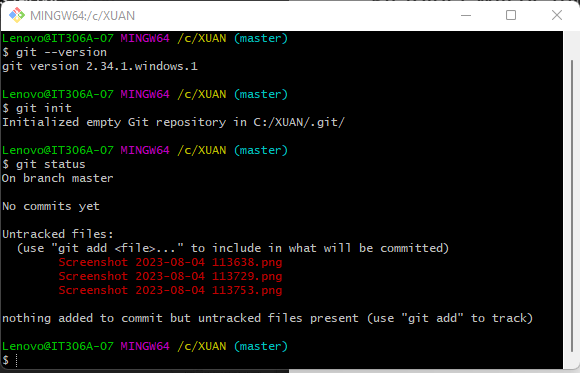 MINGW64:/c/XUAN
Lenovo@IT306A-07 MINGW64 /c/XUAN (master)
$ git --version
git version 2.34.1.windows.1
Lenovo@IT306A-07 MINGW64 /c/XUAN (master)
$ git init
Initialized empty Git repository in C:/XUAN/.git/
Lenovo@IT306A-07 MINGW64 /c/XUAN (master)
$ git status
On branch master
No commits yet
Untracked files:
(use "git add <file>..." to include in what will be committed)
Screenshot 2023-08-04 113638.png
Screenshot 2023-08-04 113729.png
Screenshot 2023-08-04 113753.png
nothing added to commit but untracked files present (use "git add" to track)
Lenovo@IT306A-07 MINGW64 /c/XUAN (master)
$